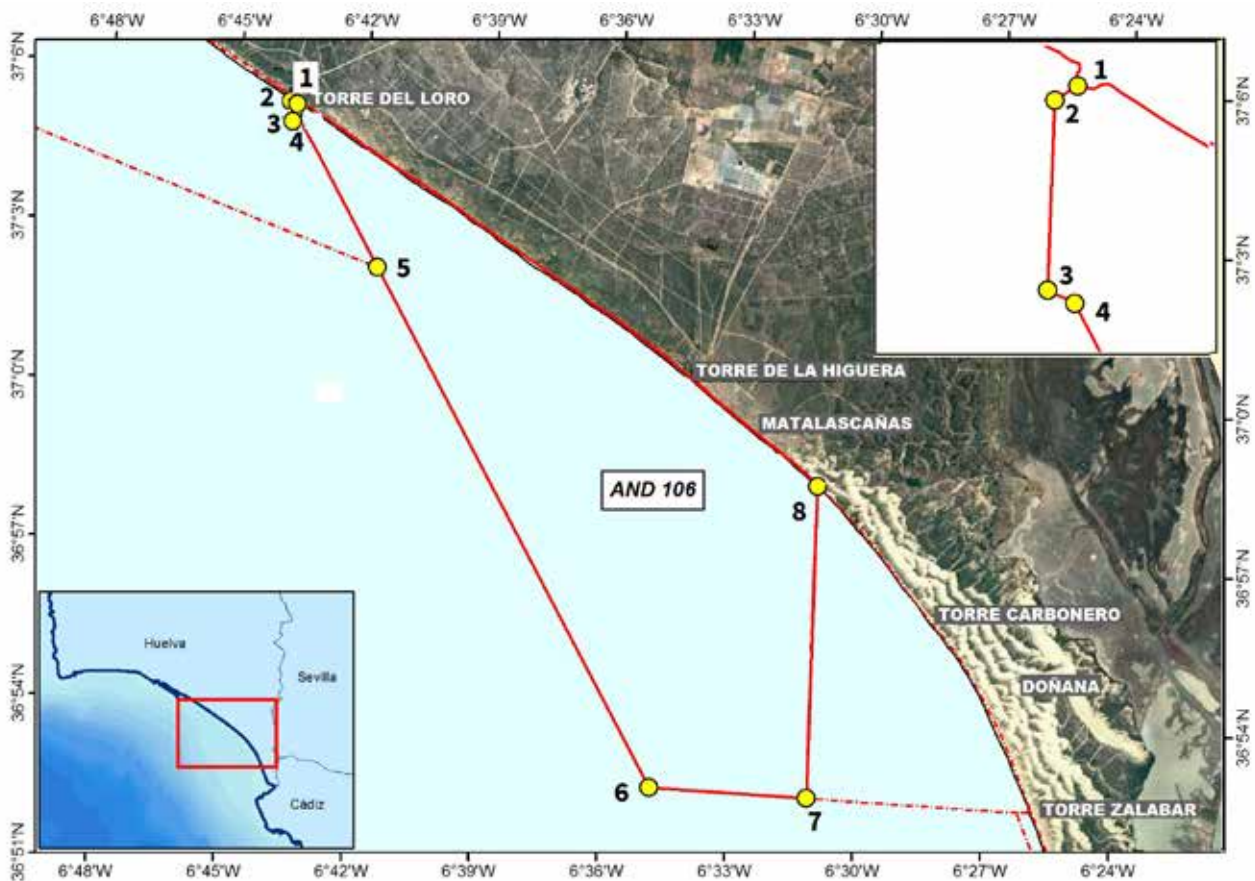 6°48'W 6°45'W 6°42'W 6°39'W 6°36'W 6°33'W 6°30'W 6°27'W 6°24'W
37°6'N
37°3'N
37°0'N
36°57'N
36°54'N
36°51'N
1
2
TORRE DEL LORO
3
4
5
TORRE DE LA HIGUERA
MATALASCAÑAS
AND 106
8
TORRE CARBONERO
DOÑANA
6
7
TORRE ZALABAR
1
2
3
4
37°6'N
37°3'N
37°0'N
36°57'N
36°54'N
Huelva
Sevilla
Cádiz
6°48'W 6°45'W 6°42'W 6°39'W 6°36'W 6°33'W 6°30'W 6°27'W 6°24'W